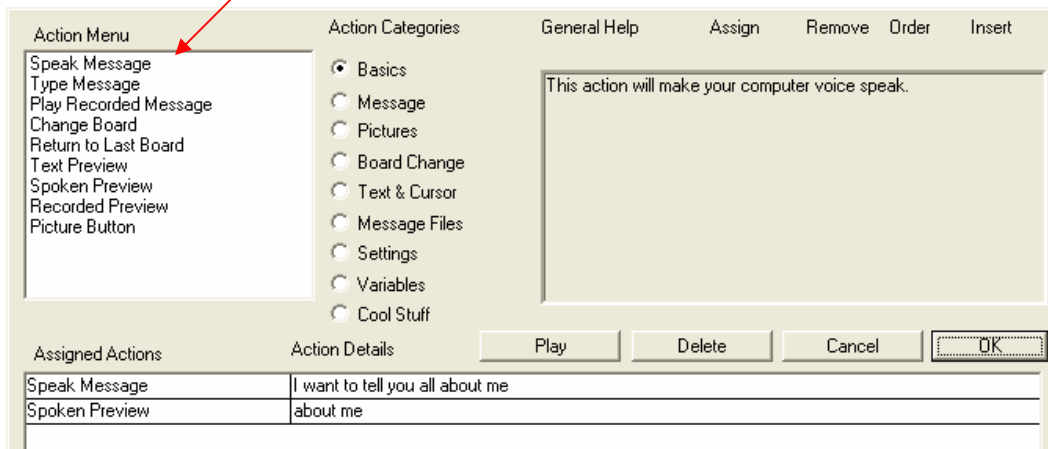 Action Menu
Action Categories
General Help
Assign
Remove
Order
Insert
Speak Message
Type Message
Play Recorded Message
Change Board
Return to Last Board
Text Preview
Spoken Preview
Recorded Preview
Picture Button
Basics
Message
Pictures
Board Change
Text & Cursor
Message Files
Settings
Variables
Cool Stuff
This action will make your computer voice speak.
Assigned Actions
Action Details
Play
Delete
Cancel
OK
Speak Message I want to tell you all about me
Spoken Preview about me